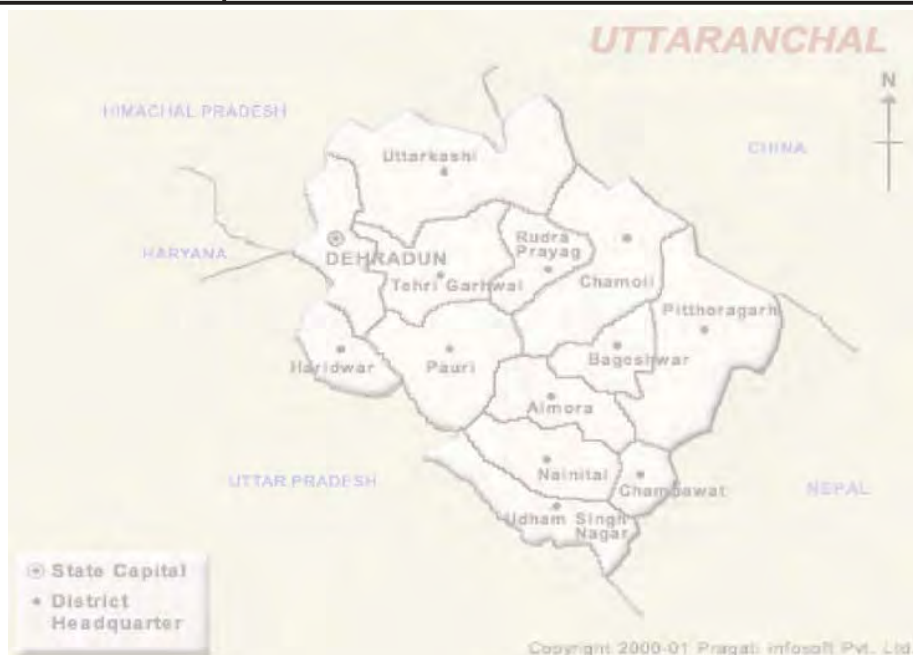 UTTARANCHAL
N
HIMACHAL PRADESH
CHINA
Uttarkashi
Rudra
Prayag
HARYANA
DEHRADUN
Tehri Garhwal
Chamoli
Pitthoragarh
Haridwar
Pauri
Bageshwar
Almora
UTTAR PRADESH
Nainital
Champawat
NEPAL
Udham Singh
Nagar
State Capital
• District
Headquarter
Copyright 2000-01 Pragati infosoft Pvt. Ltd